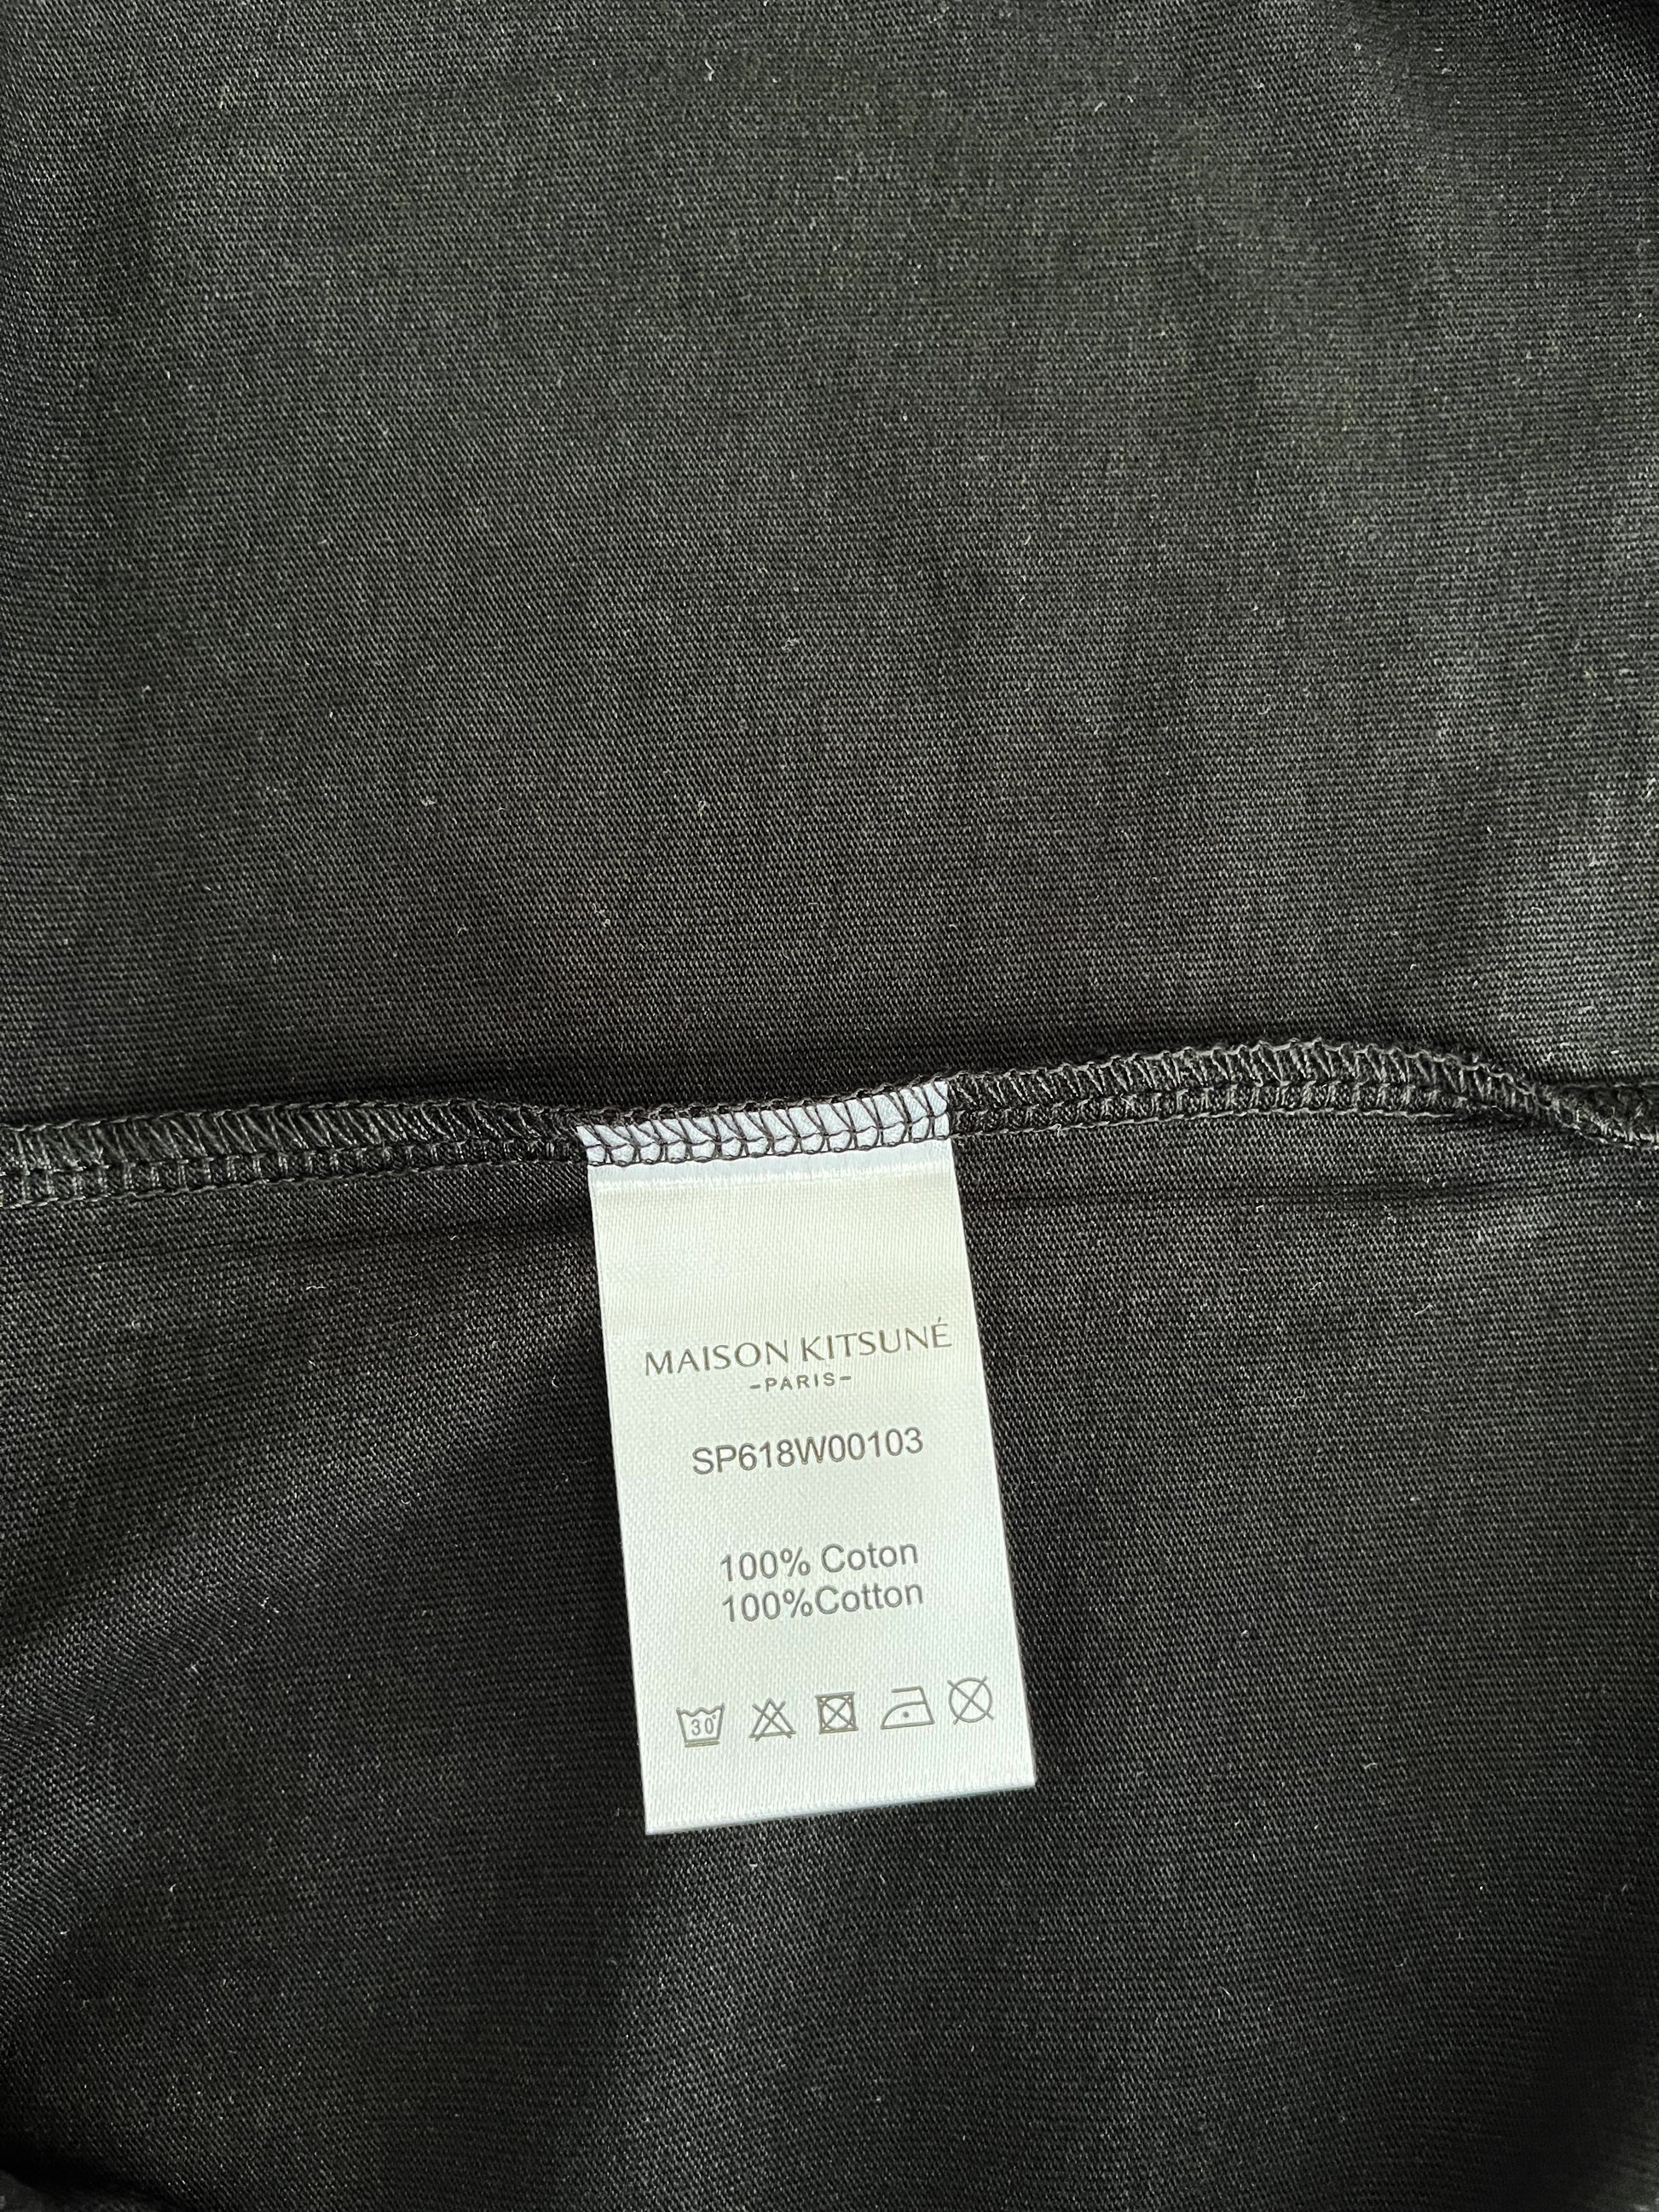 MAISON KITSUNÉ
-PARIS-
SP618W00103
100% Coton
100%Cotton
30°